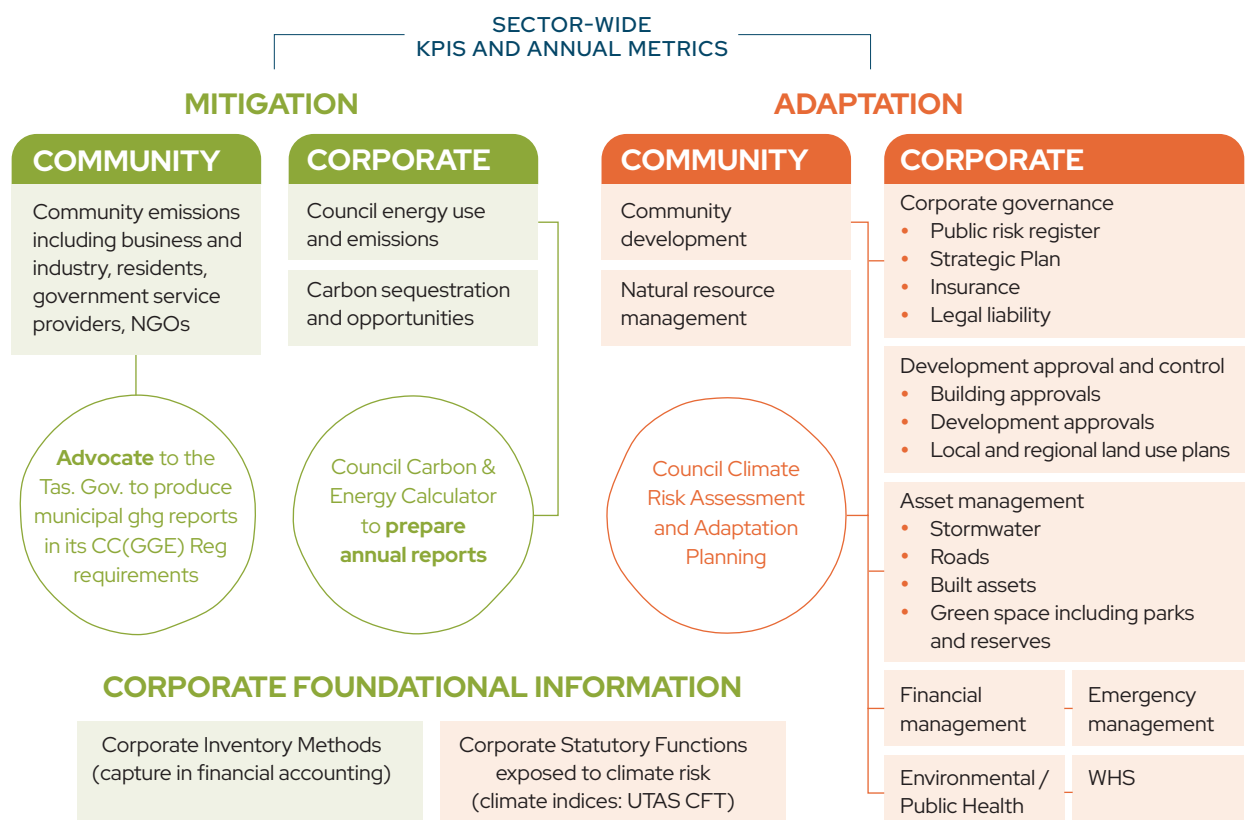 SECTOR-WIDE
KPIS AND ANNUAL METRICS
MITIGATION
COMMUNITY
Community emissions
including business and
industry, residents,
government service
providers, NGOs
Advocate to the
Tas. Gov. to produce
municipal ghg reports
in its CC(GGE) Reg
requirements
CORPORATE
Council energy use
and emissions
Carbon sequestration
and opportunities
Council Carbon &
Energy Calculator
to prepare
annual reports
ADAPTATION
COMMUNITY
Community
development
Natural resource
management
Council Climate
Risk Assessment
and Adaptation
Planning
CORPORATE
Corporate governance
• Public risk register
• Strategic Plan
• Insurance
• Legal liability
Development approval and control
• Building approvals
• Development approvals
• Local and regional land use plans
Asset management
• Stormwater
• Roads
• Built assets
• Green space including parks
and reserves
Financial
management
Emergency
management
Environmental /
Public Health
WHS
CORPORATE FOUNDATIONAL INFORMATION
Corporate Inventory Methods
(capture in financial accounting)
Corporate Statutory Functions
exposed to climate risk
(climate indices: UTAS CFT)